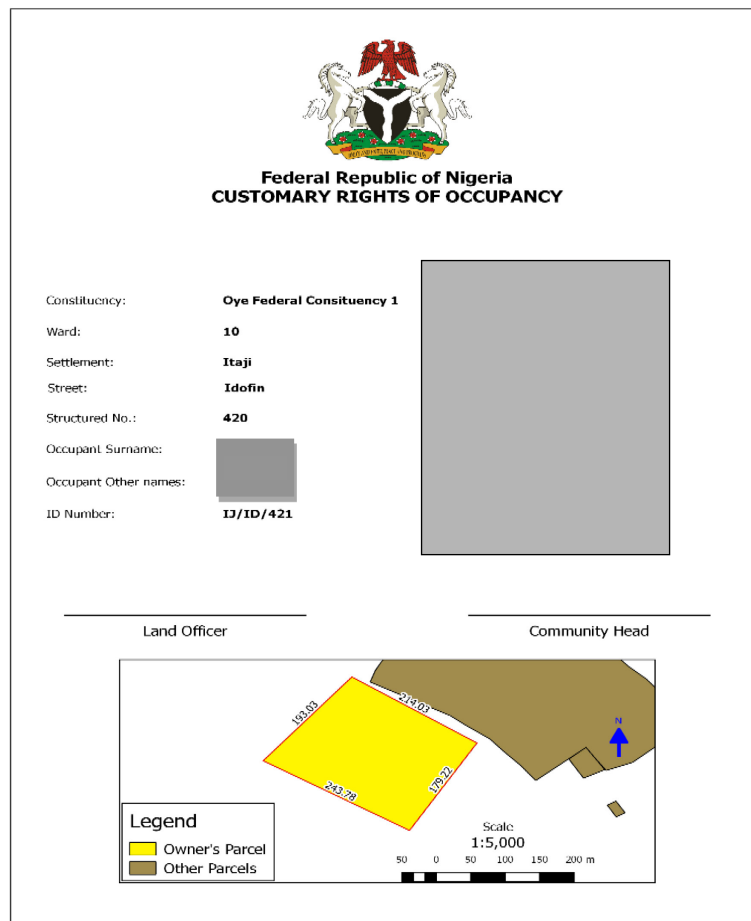 Federal Republic of Nigeria
CUSTOMARY RIGHTS OF OCCUPANCY
Constituency: Oye Federal Consituency 1
Ward: 10
Settlement: Itaji
Street: Idofin
Structured No.: 420
Occupant Surname:
Occupant Other names:
ID Number: IJ/ID/421
Land Officer
Community Head
193.03
214.03
243.78
179.22
N
Legend
Owner's Parcel
Other Parcels
Scale
1:5,000
50 0 50 100 150 200 m